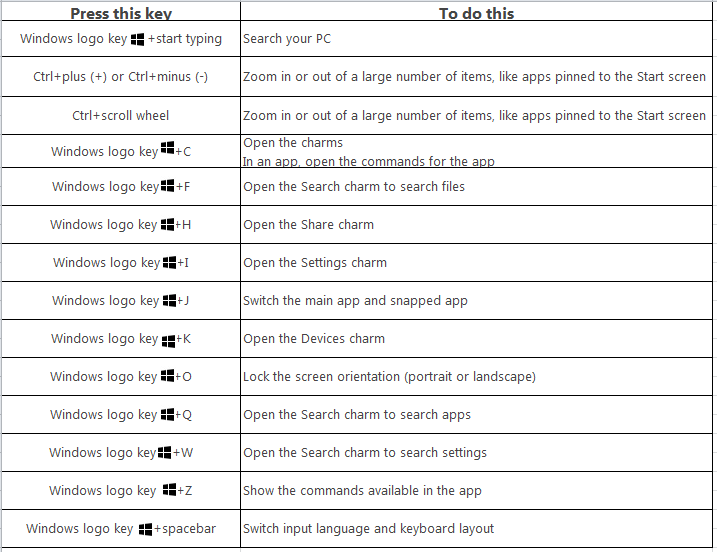 Press this key To do this
Windows logo key +start typing Search your PC
Ctrl+plus (+) or Ctrl+minus (-) Zoom in or out of a large number of items, like apps pinned to the Start screen
Ctrl+scroll wheel Zoom in or out of a large number of items, like apps pinned to the Start screen
Windows logo key +C Open the charms
In an app, open the commands for the app
Windows logo key +F Open the Search charm to search files
Windows logo key +H Open the Share charm
Windows logo key +I Open the Settings charm
Windows logo key +J Switch the main app and snapped app
Windows logo key +K Open the Devices charm
Windows logo key +O Lock the screen orientation (portrait or landscape)
Windows logo key +Q Open the Search charm to search apps
Windows logo key +W Open the Search charm to search settings
Windows logo key +Z Show the commands available in the app
Windows logo key +spacebar Switch input language and keyboard layout